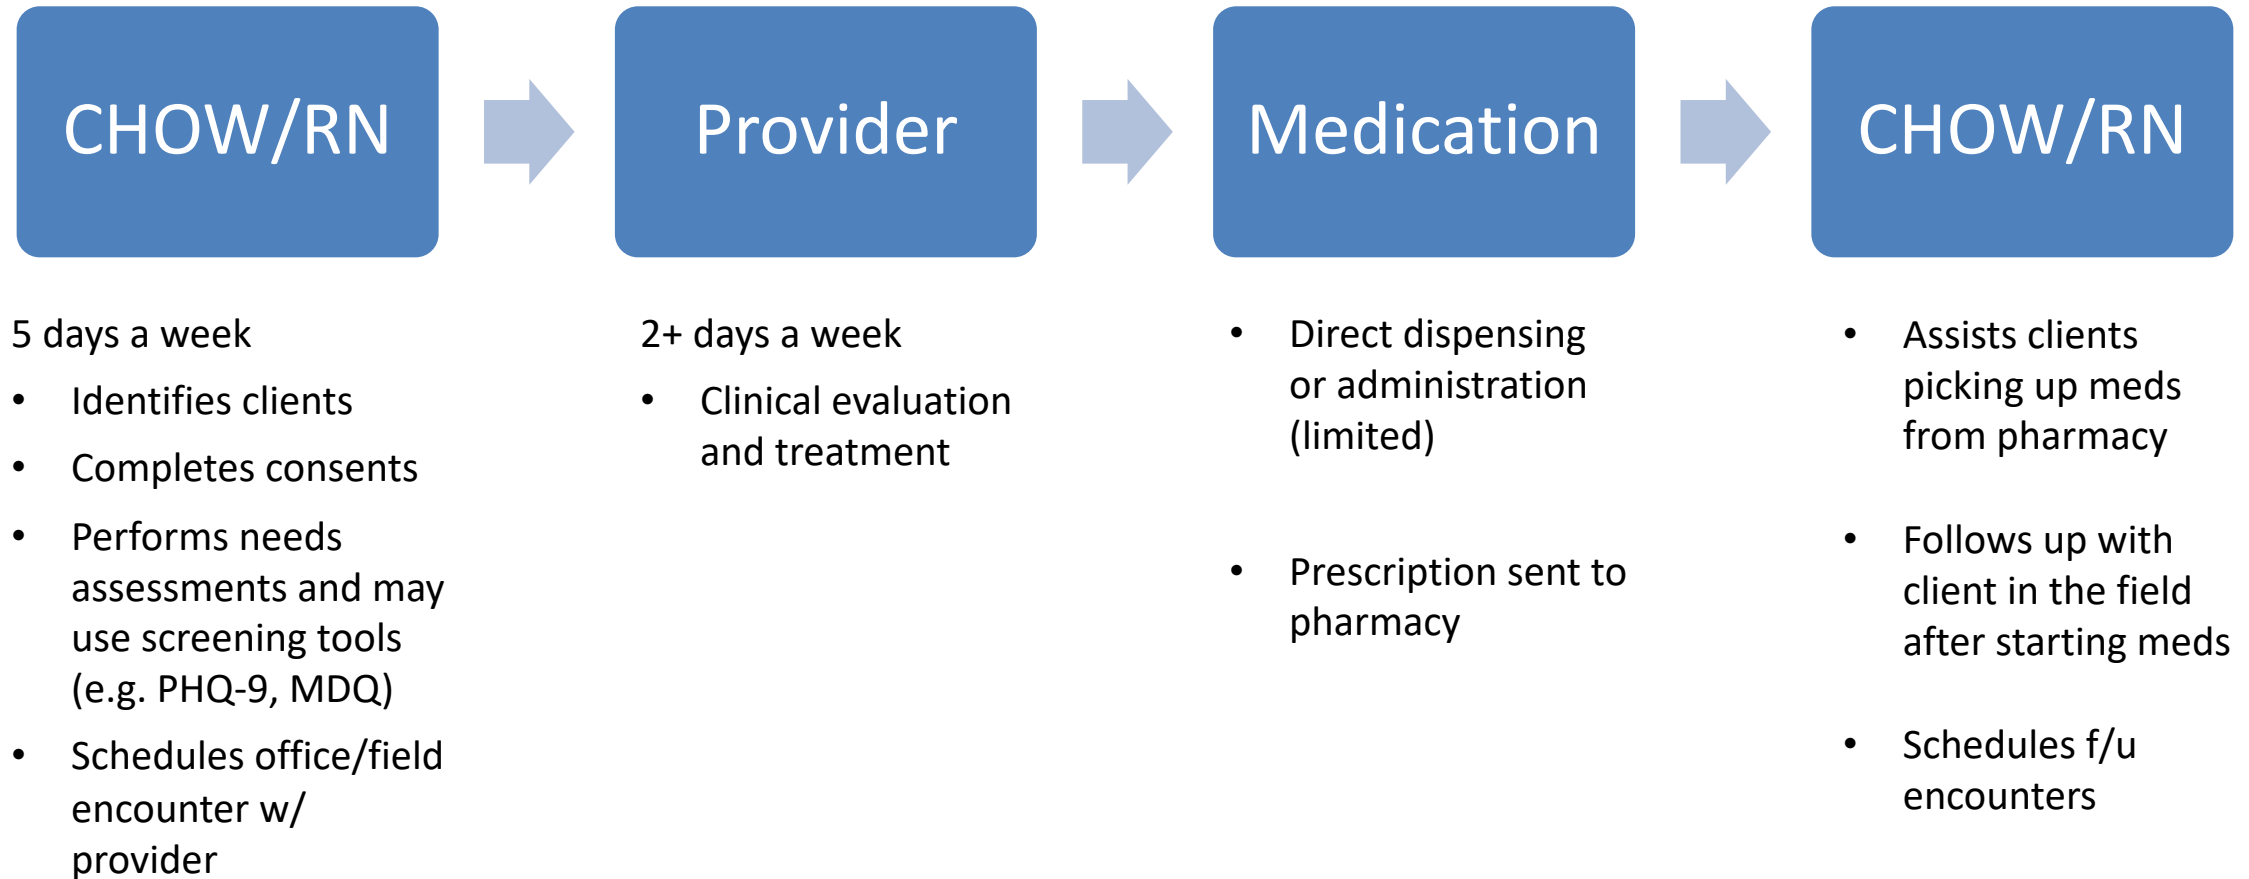 CHOW/RN
5 days a week
• Identifies clients
• Completes consents
• Performs needs
assessments and may
use screening tools
(e.g. PHQ-9, MDQ)
• Schedules office/field
encounter w/
provider
Provider
2+ days a week
• Clinical evaluation
and treatment
Medication
• Direct dispensing
or administration
(limited)
• Prescription sent to
pharmacy
CHOW/RN
• Assists clients
picking up meds
from pharmacy
• Follows up with
client in the field
after starting meds
• Schedules f/u
encounters